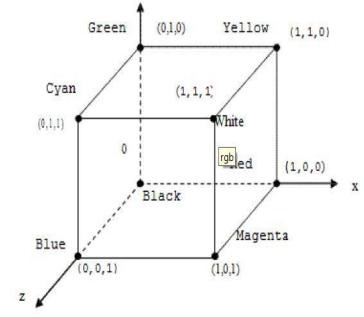 Green (0,1,0) Yellow (1,1,0)
Cyan (1,1,1)
(0,1,1) White
0 rgb ed (1,0,0)
x
Black
Blue Magenta
(0,0,1) (1,0,1)
z